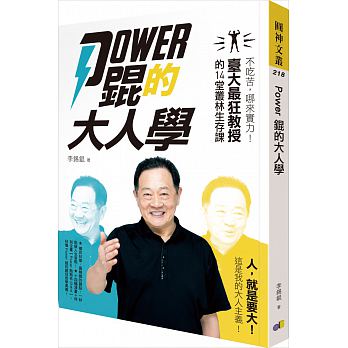 POWER
錕的
大人學
李錫錕 著
不吃苦，哪來實力！
臺大最狂教授
的14堂叢林生存課
人，就是要大！
這是我的大人主義！
圓神文叢
218
Power 錕的大人學
李錫錕 著